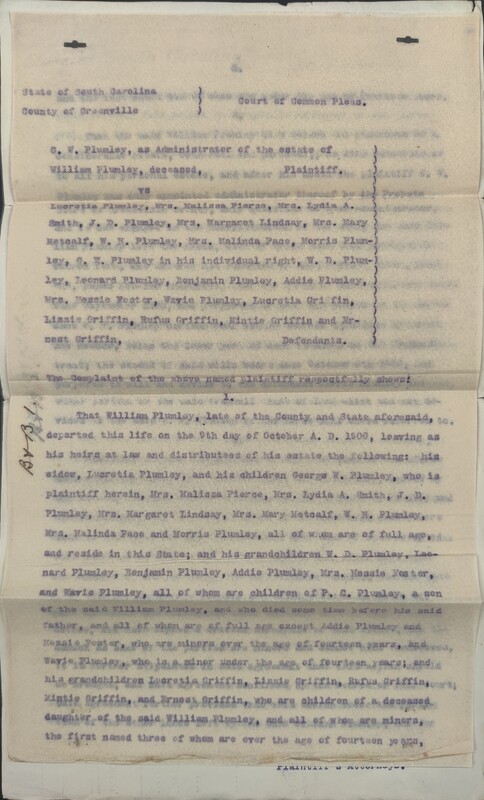 State of South Carolina
County of Greenville
Court of Common Pleas.
G. W. Plumley, as Administrator of the estate of
William Plumley, deceased, Plaintiff.
vs
Lucretia Plumley, Mrs. Malissa Pierce, Mrs. Lydia A.
Smith, J. D. Plumley, Mrs. Margaret Lindsay, Mrs. Mary
Metcalf, W. H. Plumley, Mrs. Malinda Pace, Morris Plum-
ley, G. W. Plumley in his individual right, W. D. Plum-
ley, Leonard Plumley, Benjamin Plumley, Addie Plumley,
Mrs. Messie Foster, Wavie Plumley, Lucretia Griffin,
Lizzie Griffin, Rufus Griffin, Mintie Griffin and Er-
nest Griffin, Defendants.
The Complaint of the above named plaintiff respectfully shows:
1.
That William Plumley, late of the County and State aforesaid,
departed this life on the 9th day of October A. D. 1900, leaving as
his heirs at law and distributees of his estate the following: his
widow, Lucretia Plumley, and his children George W. Plumley, who is
plaintiff herein, Mrs. Malissa Pierce, Mrs. Lydia A. Smith, J. D.
Plumley, Mrs. Margaret Lindsay, Mrs. Mary Metcalf, W. H. Plumley,
Mrs. Malinda Pace and Morris Plumley, all of whom are of full age,
and reside in this State; and his grandchildren W. D. Plumley, Leo-
nard Plumley, Benjamin Plumley, Addie Plumley, Mrs. Messie Foster,
and Wavie Plumley, all of whom are children of P. C. Plumley, a son
of the said William Plumley, and who died some time before his said
father, and all of whom are of full age except Addie Plumley and
Messie Foster, who are minors over the age of fourteen years, and
Wavie Plumley, who is a minor under the age of fourteen years; and
his grandchildren Lucretia Griffin, Lizzie Griffin, Rufus Griffin,
Mintie Griffin, and Ernest Griffin, who are children of a deceased
daughter of the said William Plumley, and all of whom are minors,
the first named three of whom are over the age of fourteen years,
Plaintiff's Attorneys.